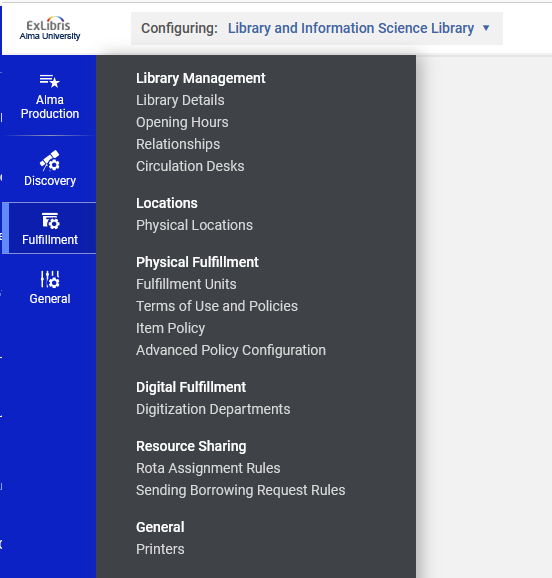 ExLibris
Alma University
Configuring: Library and Information Science Library
Alma
Production
Discovery
Fulfillment
General
Library Management
Library Details
Opening Hours
Relationships
Circulation Desks
Locations
Physical Locations
Physical Fulfillment
Fulfillment Units
Terms of Use and Policies
Item Policy
Advanced Policy Configuration
Digital Fulfillment
Digitization Departments
Resource Sharing
Rota Assignment Rules
Sending Borrowing Request Rules
General
Printers